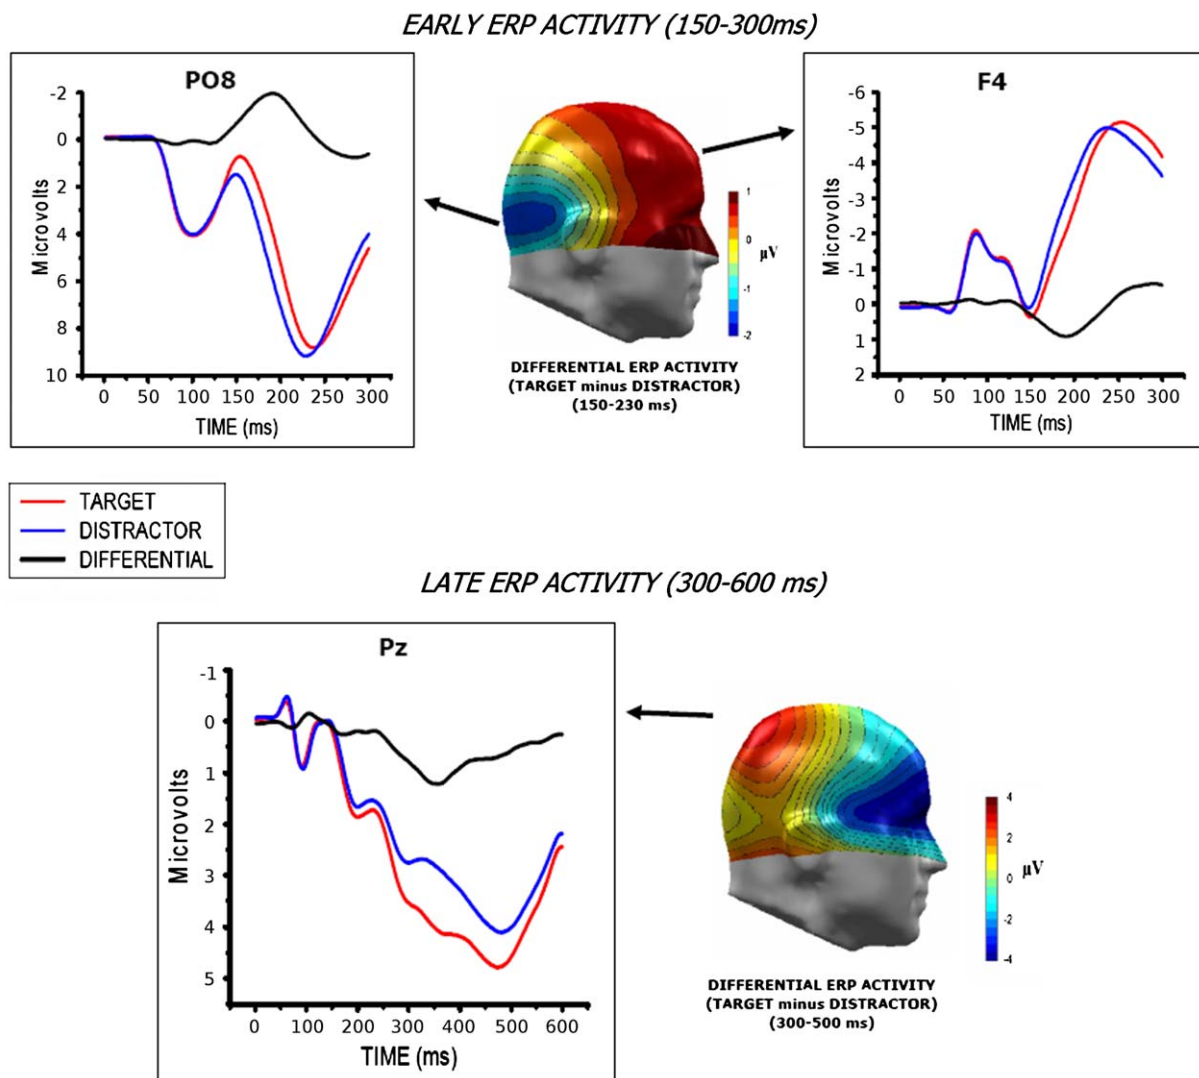 EARLY ERP ACTIVITY (150-300ms)
PO8
-2
0
2
4
6
8
10
Microvolts
0 50 100 150 200 250 300
TIME (ms)
1
-1
-2
µV
DIFFERENTIAL ERP ACTIVITY
(TARGET minus DISTRACTOR)
(150-230 ms)
F4
-6
-5
-4
-3
-2
-1
0
1
2
Microvolts
0 50 100 150 200 250 300
TIME (ms)
TARGET
DISTRACTOR
DIFFERENTIAL
LATE ERP ACTIVITY (300-600 ms)
Pz
-1
0
1
2
3
4
5
Microvolts
0 100 200 300 400 500 600
TIME (ms)
4
2
0
-2
-4
µV
DIFFERENTIAL ERP ACTIVITY
(TARGET minus DISTRACTOR)
(300-500 ms)